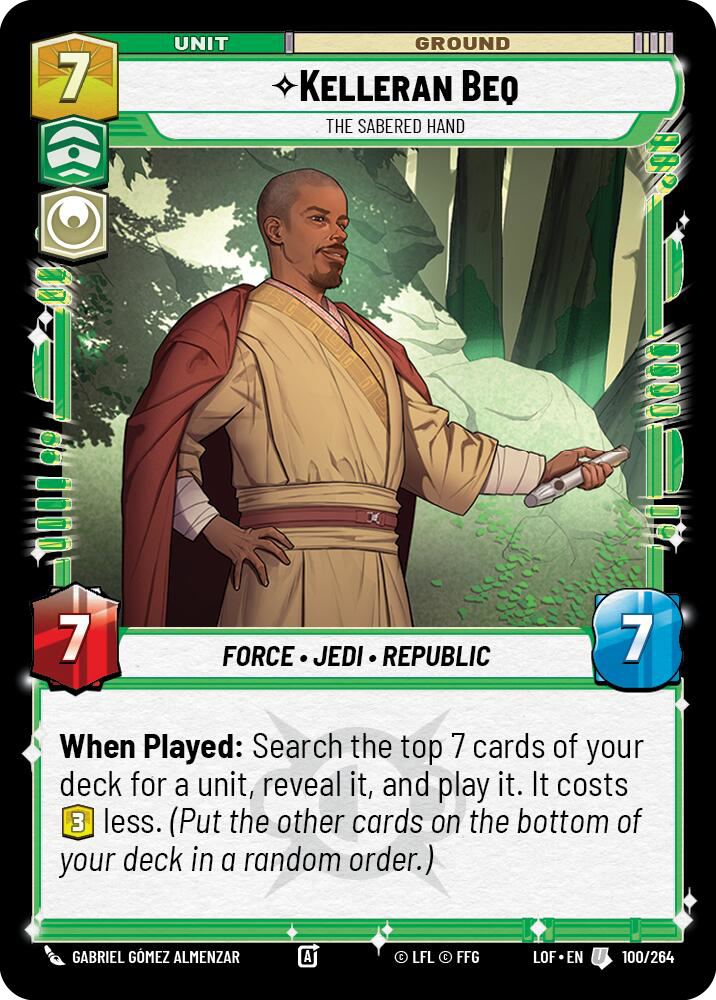 UNIT GROUND
7
Kelleran Beq
THE SABERED HAND
7
FORCE • JEDI • REPUBLIC
7
When Played: Search the top 7 cards of your
deck for a unit, reveal it, and play it. It costs
3 less. (Put the other cards on the bottom of
your deck in a random order.)
GABRIEL GÓMEZ ALMENZAR A © LFL © FFG LOF • EN U 100/264